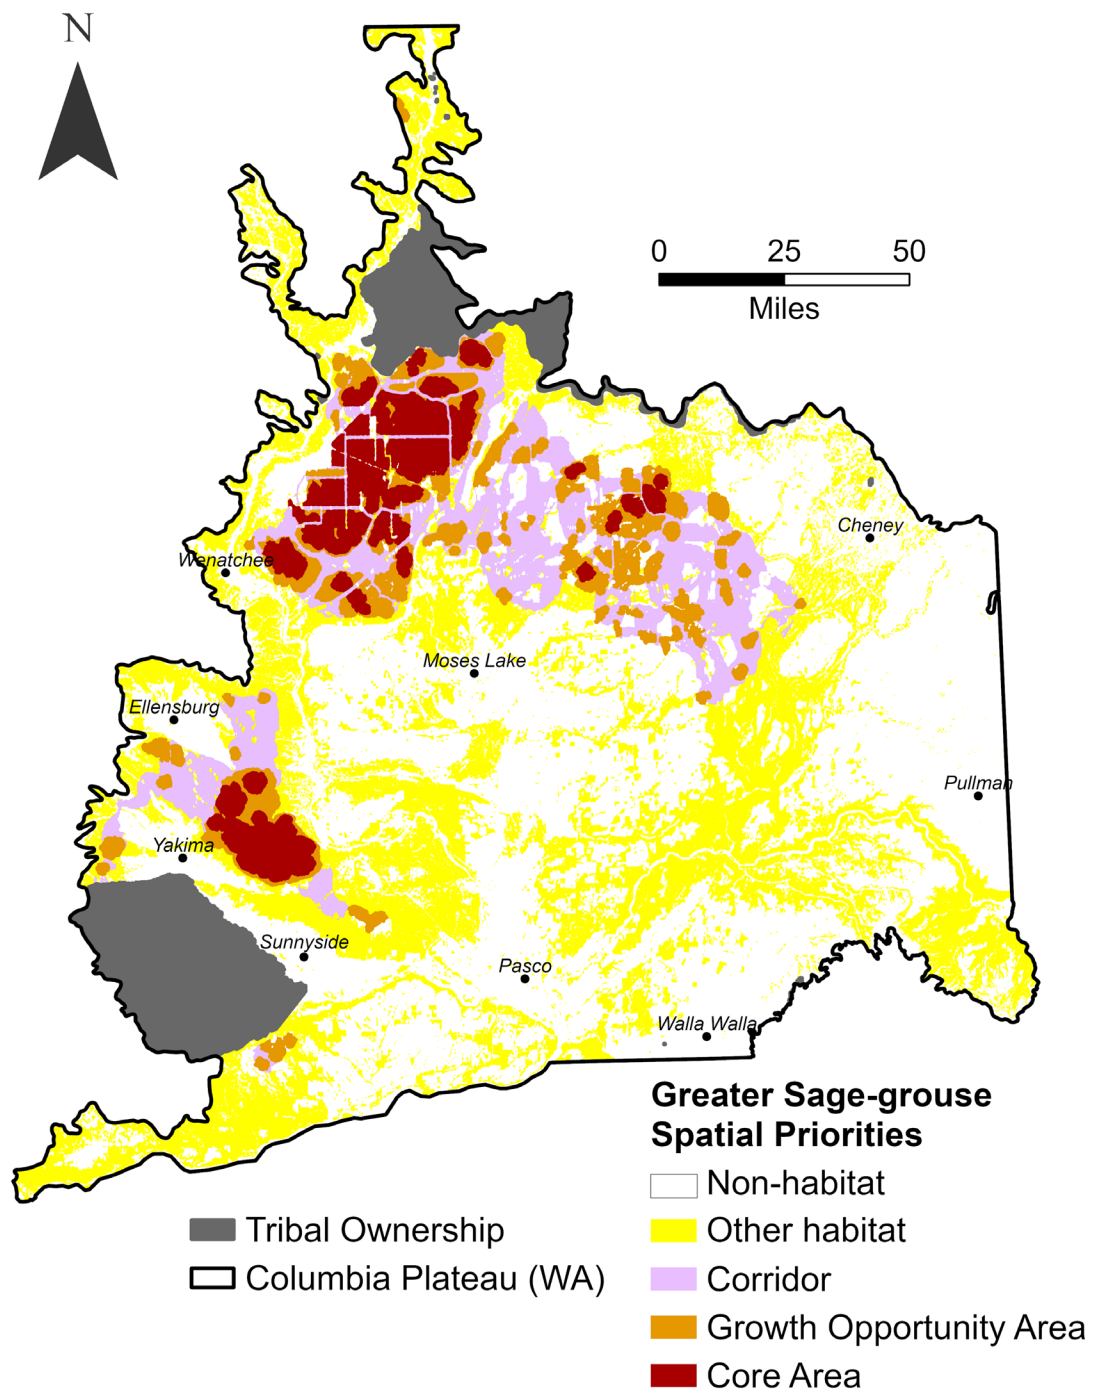 N
0 25 50
Miles
Cheney
Wenatchee
Moses Lake
Ellensburg
Pullman
Yakima
Sunnyside
Pasco
Walla Walla
Greater Sage-grouse
Spatial Priorities
Non-habitat
Other habitat
Corridor
Growth Opportunity Area
Core Area
Tribal Ownership
Columbia Plateau (WA)